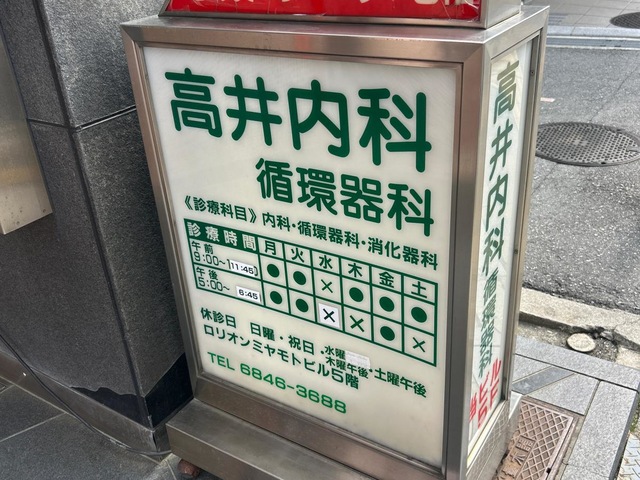 高井内科
循環器科
《診療科目》内科・循環器科・消化器科
診療時間 月 火 水 木 金 土
午前 9:00〜11:45 ● ● × ● ● ●
午後 5:00〜6:45 ● ● × × ● ×
休診日 日曜・祝日・水曜・木曜午後・土曜午後
ロリオンミヤモトビル5階
TEL 6846-3688
高井内科 循環器科